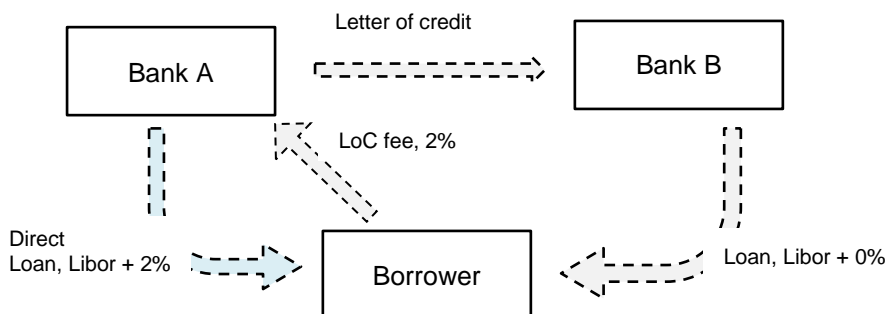 Letter of credit
Bank A
Bank B
LoC fee, 2%
Direct
Loan, Libor + 2%
Borrower
Loan, Libor + 0%